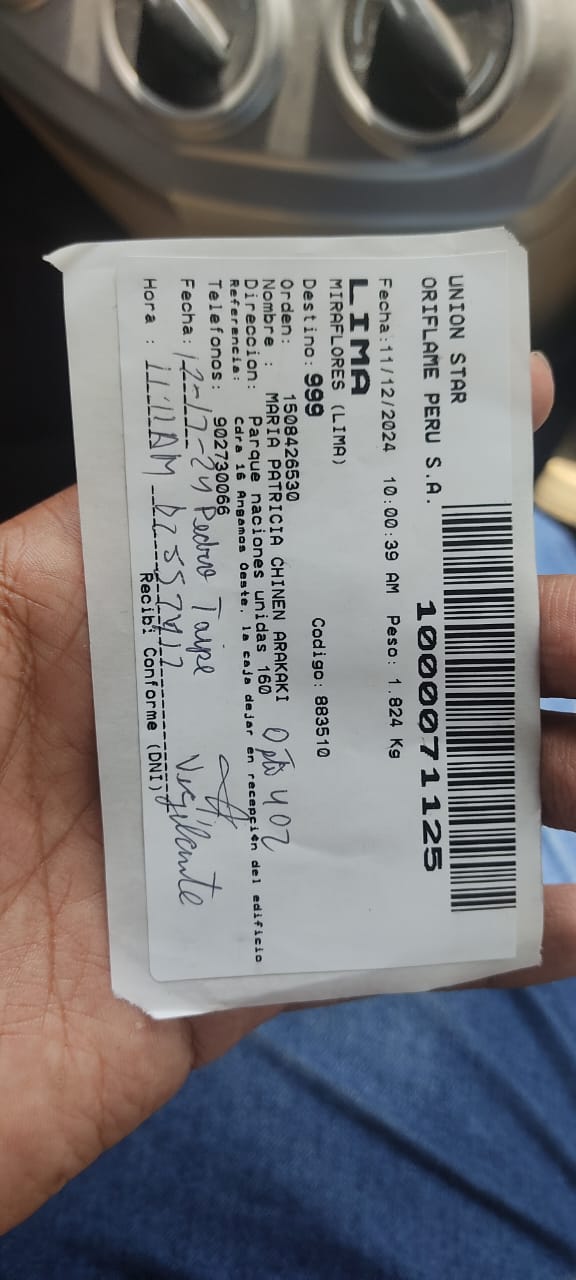 UNION STAR
ORIFLAME PERU S.A.
1000071125
Fecha:11/12/2024 10:00:39 AM Peso: 1.824 Kg
LIMA
MIRAFLORES (LIMA)
Destino: 999 Codigo: 883510
Orden: 1508426530
Nombre : MARIA PATRICIA CHINEN ARAKAKI
Direccion: Parque naciones unidas 160 Dpto 402
Referencia: Cdra 16 Angamos Oeste, la caja dejar en recepción del edificio
Telefonos: 902730066
Fecha: 12-12-24 Pedro Taipe Vigilante
Hora : 11:11AM
Recibi Conforme (DNI)